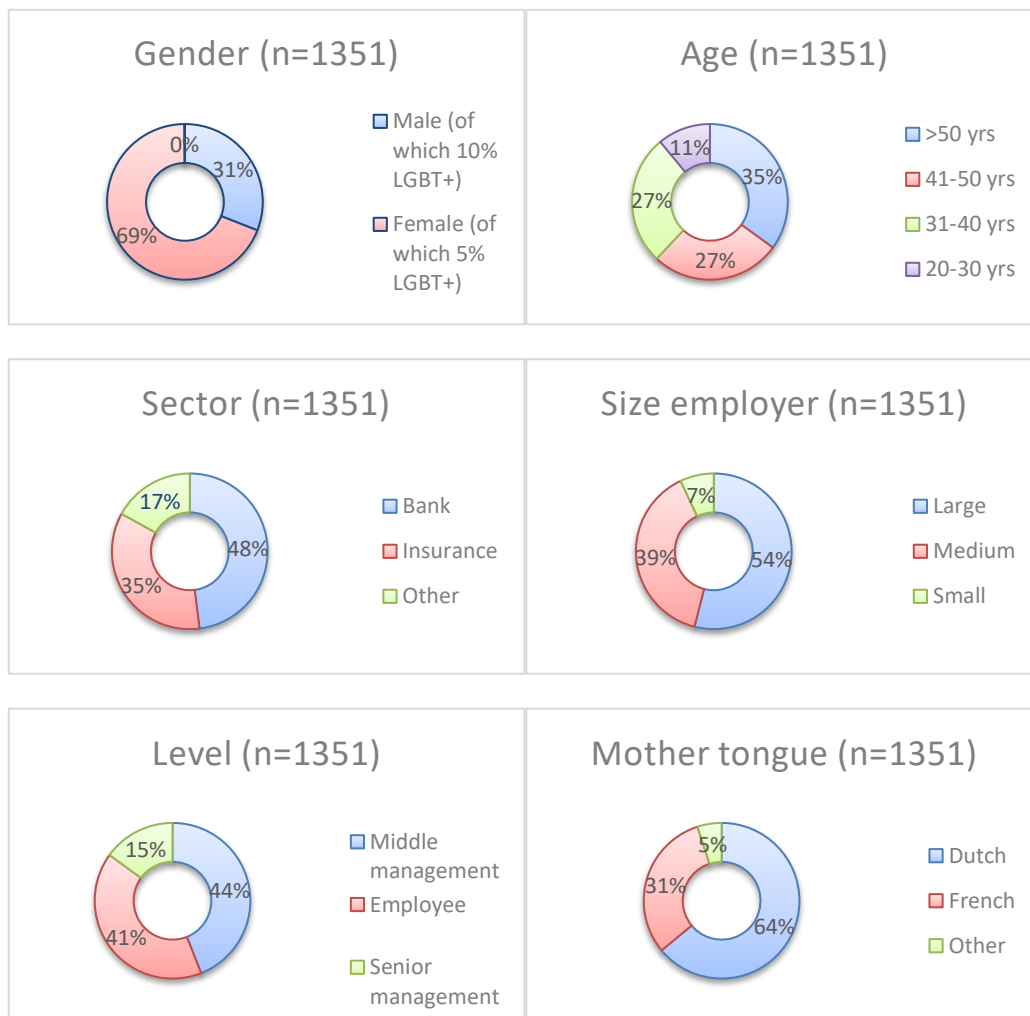 Gender (n=1351)
0%
31%
69%
Male (of
which 10%
LGBT+)
Female (of
which 5%
LGBT+)
Age (n=1351)
11%
35%
27%
27%
>50 yrs
41-50 yrs
31-40 yrs
20-30 yrs
Sector (n=1351)
17%
48%
35%
Bank
Insurance
Other
Size employer (n=1351)
7%
39%
54%
Large
Medium
Small
Level (n=1351)
15%
44%
41%
Middle
management
Employee
Senior
management
Mother tongue (n=1351)
5%
31%
64%
Dutch
French
Other